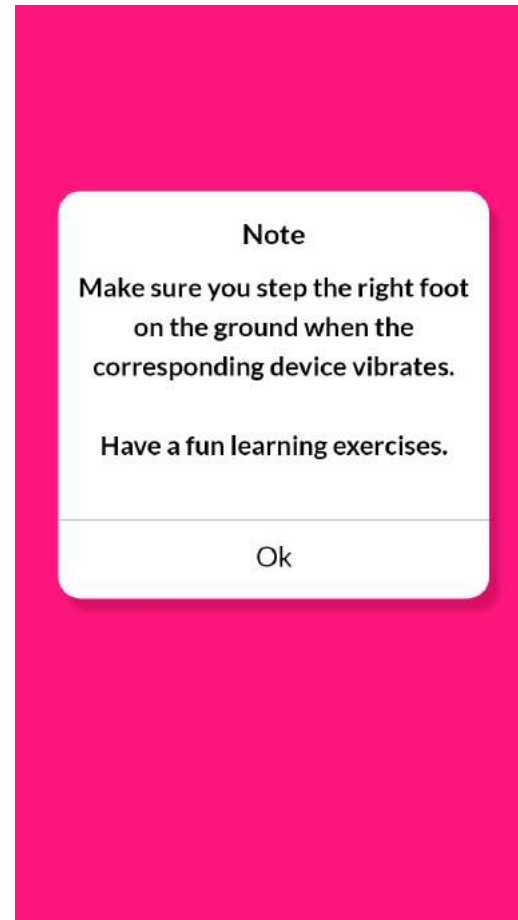 Note
Make sure you step the right foot
on the ground when the
corresponding device vibrates.
Have a fun learning exercises.
Ok